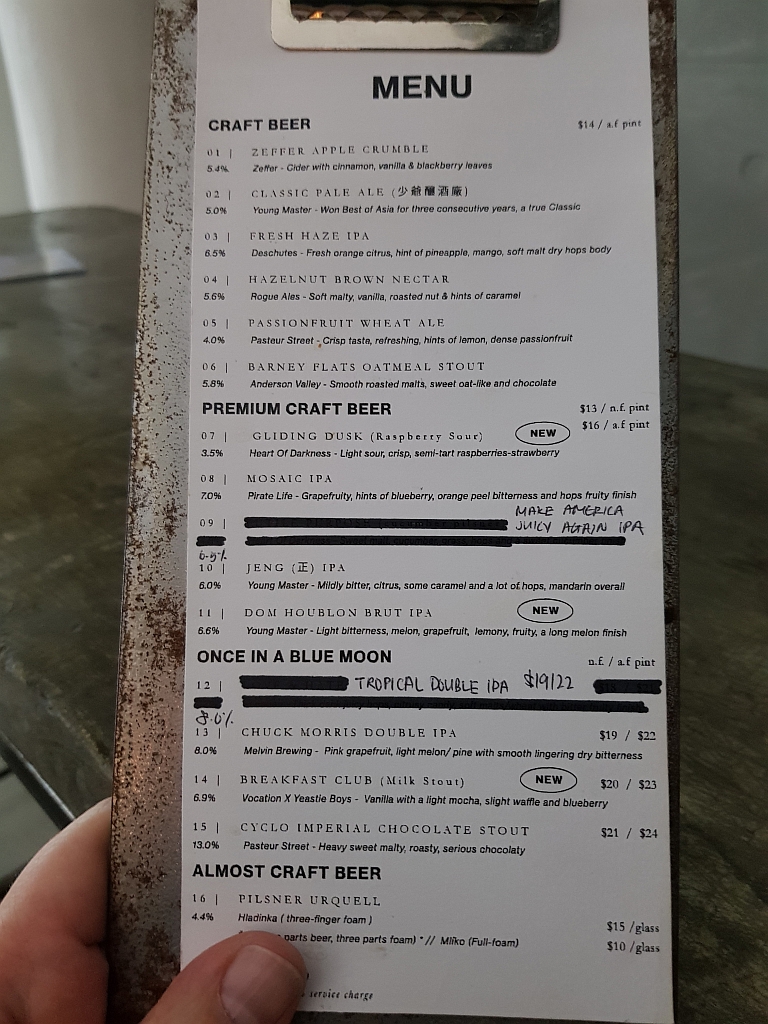 MENU
CRAFT BEER $14 / a.f pint
01 | ZEFFER APPLE CRUMBLE
5.4% Zeffer - Cider with cinnamon, vanilla & blackberry leaves
02 | CLASSIC PALE ALE (少爺醸酒廠)
5.0% Young Master - Won Best of Asia for three consecutive years, a true Classic
03 | FRESH HAZE IPA
6.5% Deschutes - Fresh orange citrus, hint of pineapple, mango, soft malt dry hops body
04 | HAZELNUT BROWN NECTAR
5.6% Rogue Ales - Soft malty, vanilla, roasted nut & hints of caramel
05 | PASSIONFRUIT WHEAT ALE
4.0% Pasteur Street - Crisp taste, refreshing, hints of lemon, dense passionfruit
06 | BARNEY FLATS OATMEAL STOUT
5.8% Anderson Valley - Smooth roasted malts, sweet oat-like and chocolate
PREMIUM CRAFT BEER $13 / n.f. pint
$16 / a.f pint
07 | GLIDING DUSK (Raspberry Sour) NEW
3.5% Heart Of Darkness - Light sour, crisp, semi-tart raspberries-strawberry
08 | MOSAIC IPA
7.0% Pirate Life - Grapefruity, hints of blueberry, orange peel bitterness and hops fruity finish
09 | MAKE AMERICA
JUICY AGAIN IPA
6.5%
10 | JENG (正) IPA
6.0% Young Master - Mildly bitter, citrus, some caramel and a lot of hops, mandarin overall
11 | DOM HOUBLON BRUT IPA NEW
6.6% Young Master - Light bitterness, melon, grapefruit, lemony, fruity, a long melon finish
ONCE IN A BLUE MOON n.f. / a.f pint
12 | TROPICAL DOUBLE IPA $19/22
8.0%
13 | CHUCK MORRIS DOUBLE IPA $19 / $22
8.0% Melvin Brewing - Pink grapefruit, light melon/ pine with smooth lingering dry bitterness
14 | BREAKFAST CLUB (Milk Stout) NEW $20 / $23
6.9% Vocation X Yeastie Boys - Vanilla with a light mocha, slight waffle and blueberry
15 | CYCLO IMPERIAL CHOCOLATE STOUT $21 / $24
13.0% Pasteur Street - Heavy sweet malty, roasty, serious chocolaty
ALMOST CRAFT BEER
16 | PILSNER URQUELL
4.4% Hladinka ( three-finger foam ) $15 /glass
parts beer, three parts foam) * // Mliko (Full-foam) $10 /glass
service charge